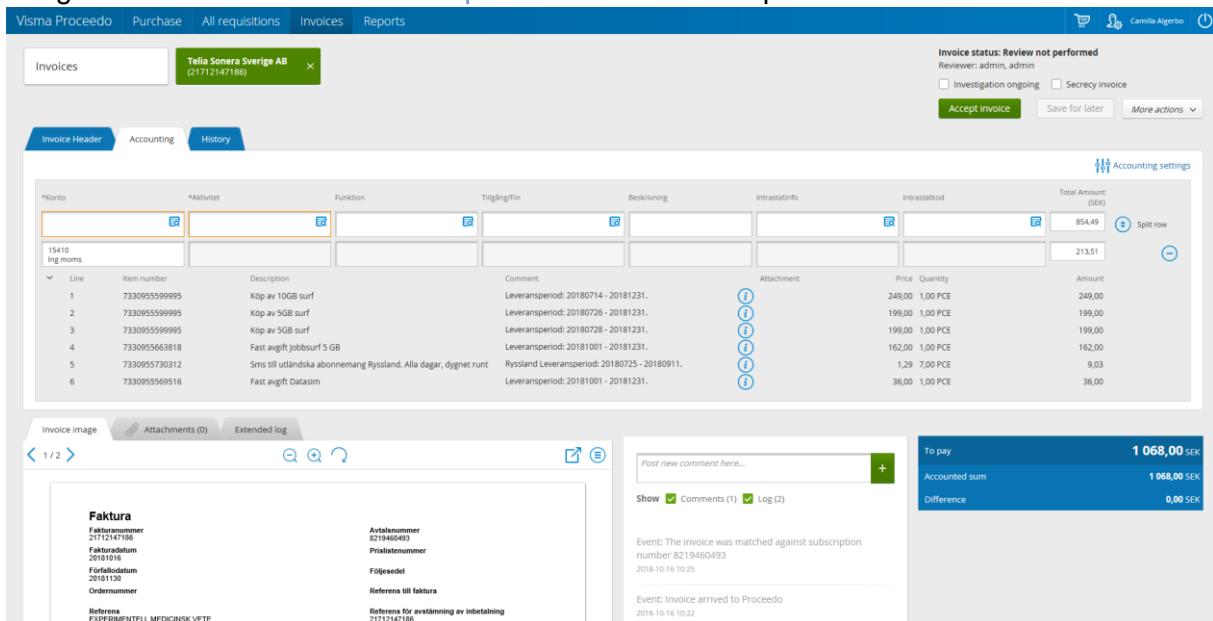 Visma Proceedo Purchase All requisitions Invoices Reports Camilla Algerbo
Invoices
Telia Sonera Sverige AB
(21712147186)
Invoice status: Review not performed
Reviewer: admin, admin
Investigation ongoing Secrecy invoice
Accept invoice Save for later More actions
Invoice Header Accounting History
Accounting settings
*Konto *Aktivitet Funktion Tillgång/Fin Beskrivning Intrastatinfo Intrastatkod Total Amount (SEK)
854,49 Split row
15410
Ing moms
213,51
Line Item number Description Comment Attachment Price Quantity Amount
1 7330955599995 Köp av 10GB surf Leveransperiod: 20180714 - 20181231. 249,00 1,00 PCE 249,00
2 7330955599995 Köp av 5GB surf Leveransperiod: 20180726 - 20181231. 199,00 1,00 PCE 199,00
3 7330955599995 Köp av 5GB surf Leveransperiod: 20180728 - 20181231. 199,00 1,00 PCE 199,00
4 7330955663818 Fast avgift Jobbsurf 5 GB Leveransperiod: 20181001 - 20181231. 162,00 1,00 PCE 162,00
5 7330955730312 Sms till utländska abonnemang Ryssland. Alla dagar, dygnet runt Ryssland Leveransperiod: 20180725 - 20180911. 1,29 7,00 PCE 9,03
6 7330955569516 Fast avgift Datasim Leveransperiod: 20181001 - 20181231. 36,00 1,00 PCE 36,00
Invoice image Attachments (0) Extended log
1 / 2
Faktura
Fakturanummer
21712147186
Fakturadatum
20181016
Förfallodatum
20181130
Ordernummer
Referens
EXPERIMENTELL MEDICINSK VETE
Avtalsnummer
8219460493
Prislistenummer
Följesedel
Referens till faktura
Referens för avstämning av inbetalning
21712147186
Post new comment here...
+
Show Comments (1) Log (2)
Event: The invoice was matched against subscription
number 8219460493
2018-10-16 10:25
Event: Invoice arrived to Proceedo
2018-10-16 10:22
To pay 1 068,00 SEK
Accounted sum 1 068,00 SEK
Difference 0,00 SEK